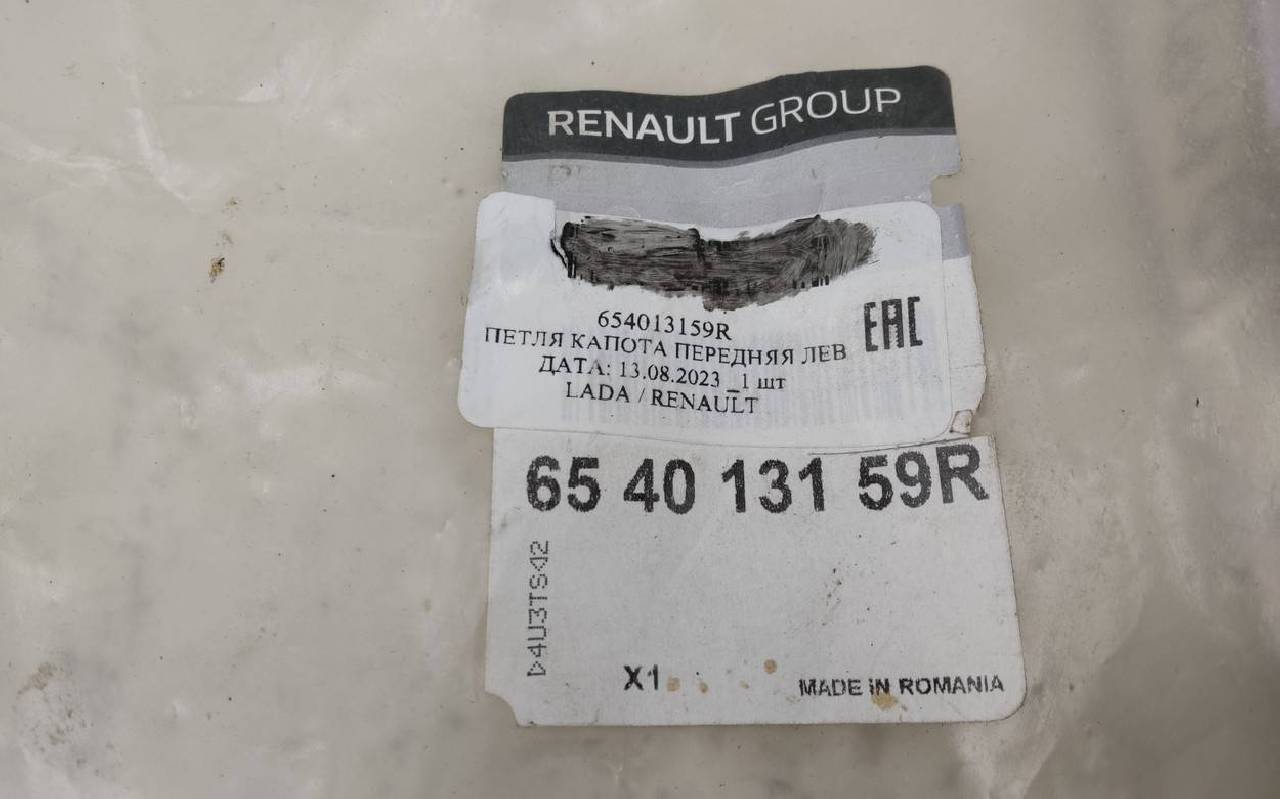 RENAULT GROUP
654013159R
ПЕТЛЯ КАПОТА ПЕРЕДНЯЯ ЛЕВ
EAC
ДАТА: 13.08.2023 _1 шт
LADA / RENAULT
65 40 131 59R
4U3TS42
X1
MADE IN ROMANIA